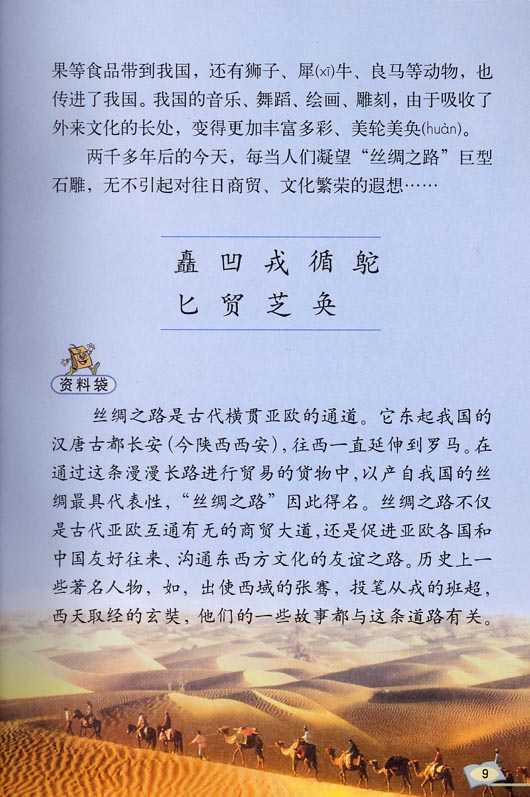 果等食品带到我国，还有狮子、犀(xī)牛、良马等动物，也
传进了我国。我国的音乐、舞蹈、绘画、雕刻，由于吸收了
外来文化的长处，变得更加丰富多彩、美轮美奂(huàn)。
两千多年后的今天，每当人们凝望“丝绸之路”巨型
石雕，无不引起对往日商贸、文化繁荣的遐想……
矗 凹 戎 循 鸵
匕 贸 芝 奂
资料袋
丝绸之路是古代横贯亚欧的通道。它东起我国的
汉唐古都长安（今陕西西安），往西一直延伸到罗马。在
通过这条漫漫长路进行贸易的货物中，以产自我国的丝
绸最具代表性，“丝绸之路”因此得名。丝绸之路不仅
是古代亚欧互通有无的商贸大道，还是促进亚欧各国和
中国友好往来、沟通东西方文化的友谊之路。历史上一
些著名人物，如，出使西域的张骞，投笔从戎的班超，
西天取经的玄奘，他们的一些故事都与这条道路有关。
9